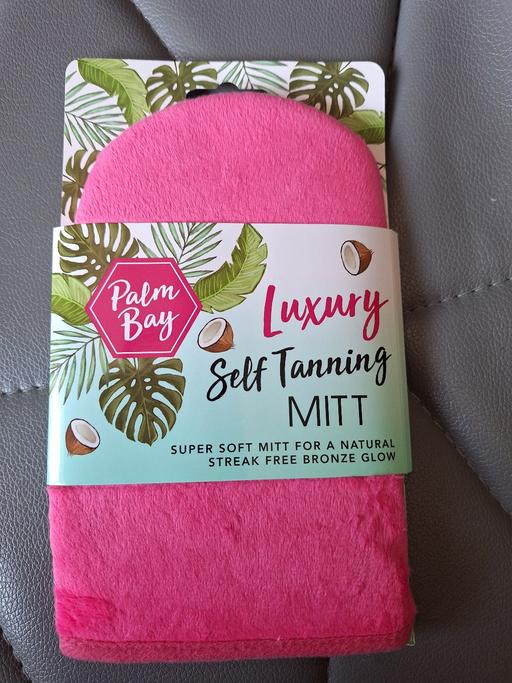 Palm
Bay
Luxury
Self Tanning
MITT
SUPER SOFT MITT FOR A NATURAL
STREAK FREE BRONZE GLOW